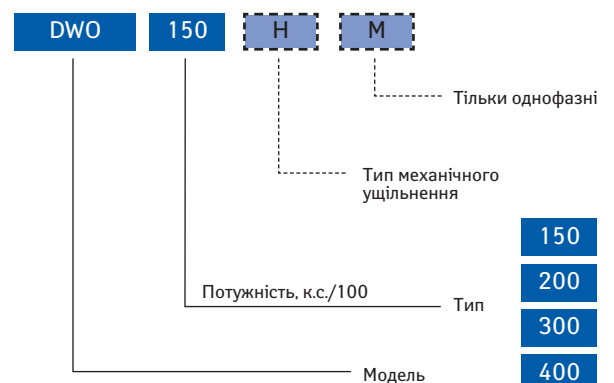 DWO 150 H M
Тільки однофазні
Тип механічного
ущільнення
150
200
Потужність, к.с./100
Тип
300
Модель
400